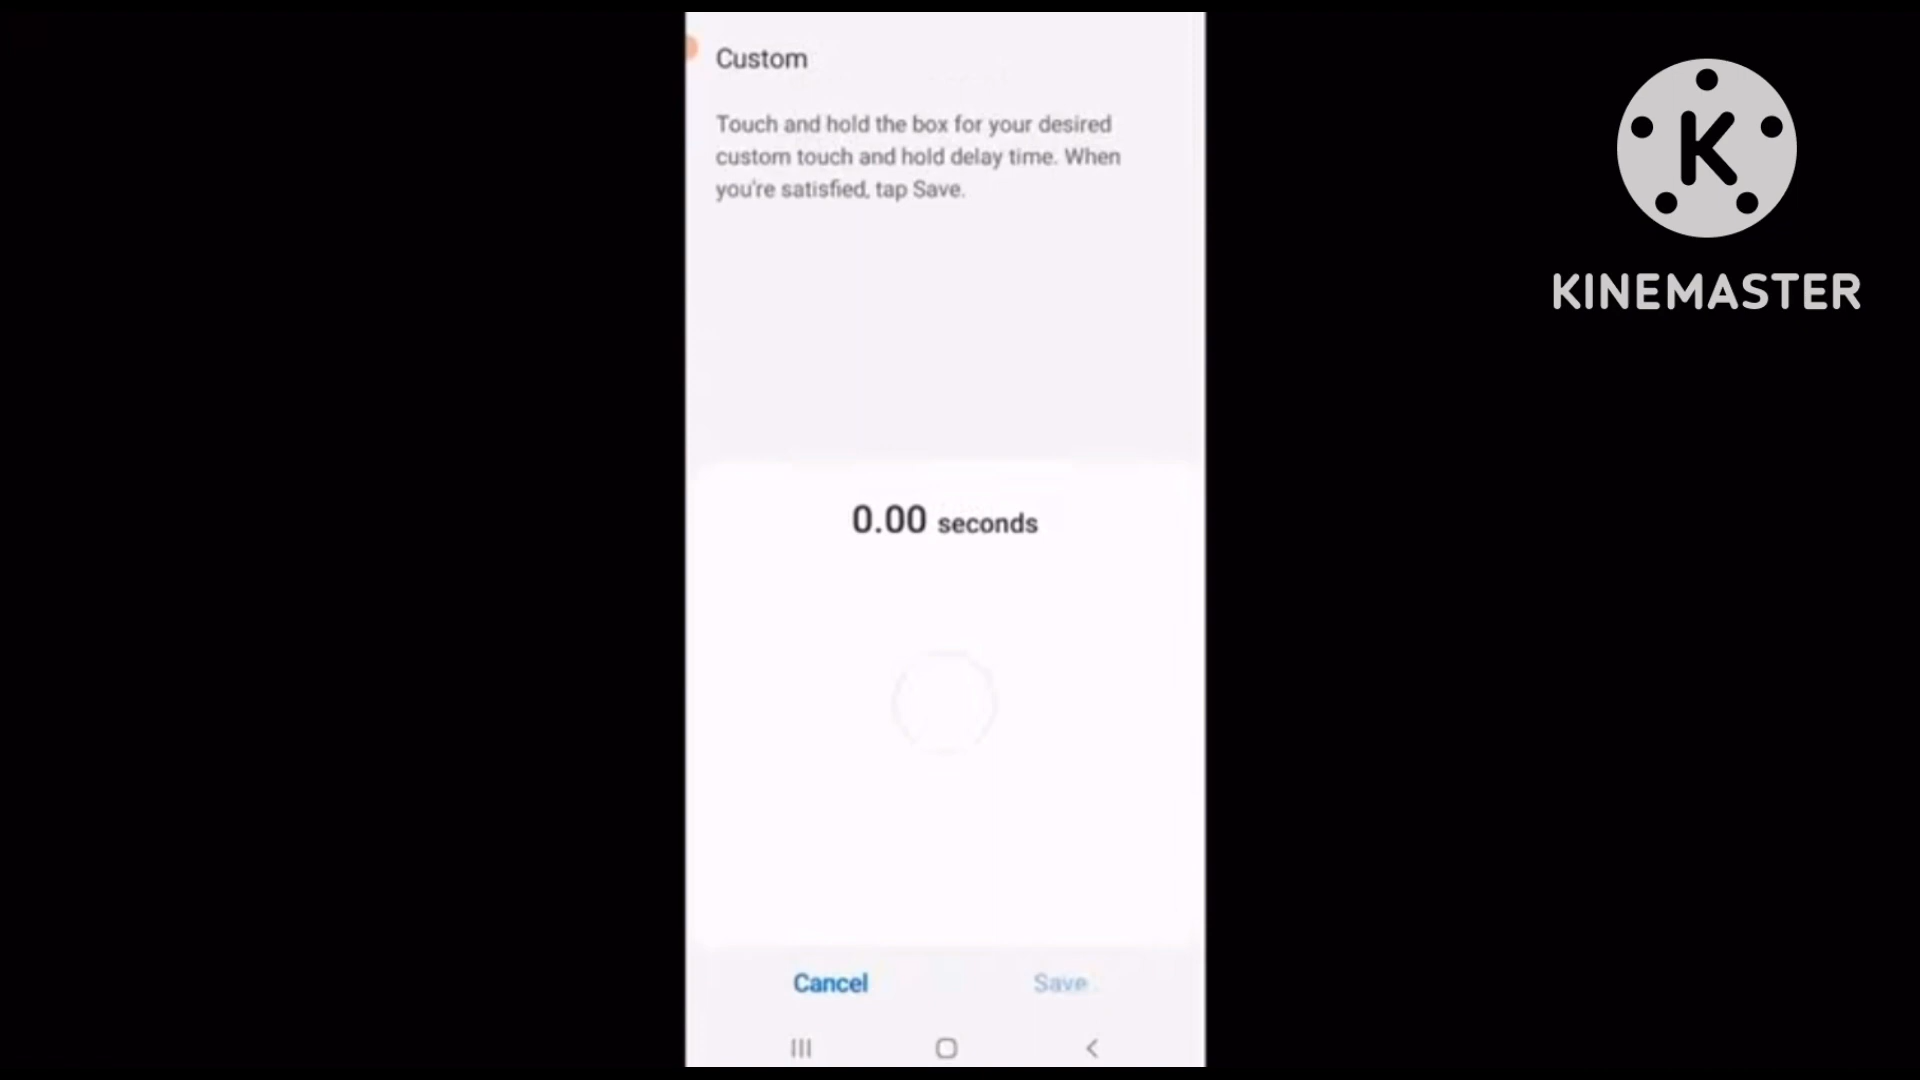 Custom
Touch and hold the box for your desired
custom touch and hold delay time. When
you're satisfied, tap Save.
0.00 seconds
Cancel
Save
K
KINEMASTER